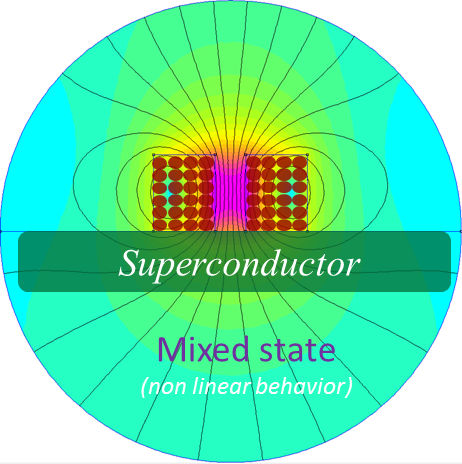 Superconductor
Mixed state
(non linear behavior)